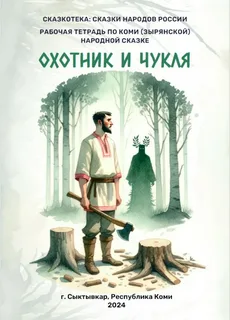 СКАЗКОТЕКА: СКАЗКИ НАРОДОВ РОССИИ
РАБОЧАЯ ТЕТРАДЬ ПО КОМИ (ЗЫРЯНСКОЙ)
НАРОДНОЙ СКАЗКЕ
ОХОТНИК И ЧУКЛЯ
г. Сыктывкар, Республика Коми
2024